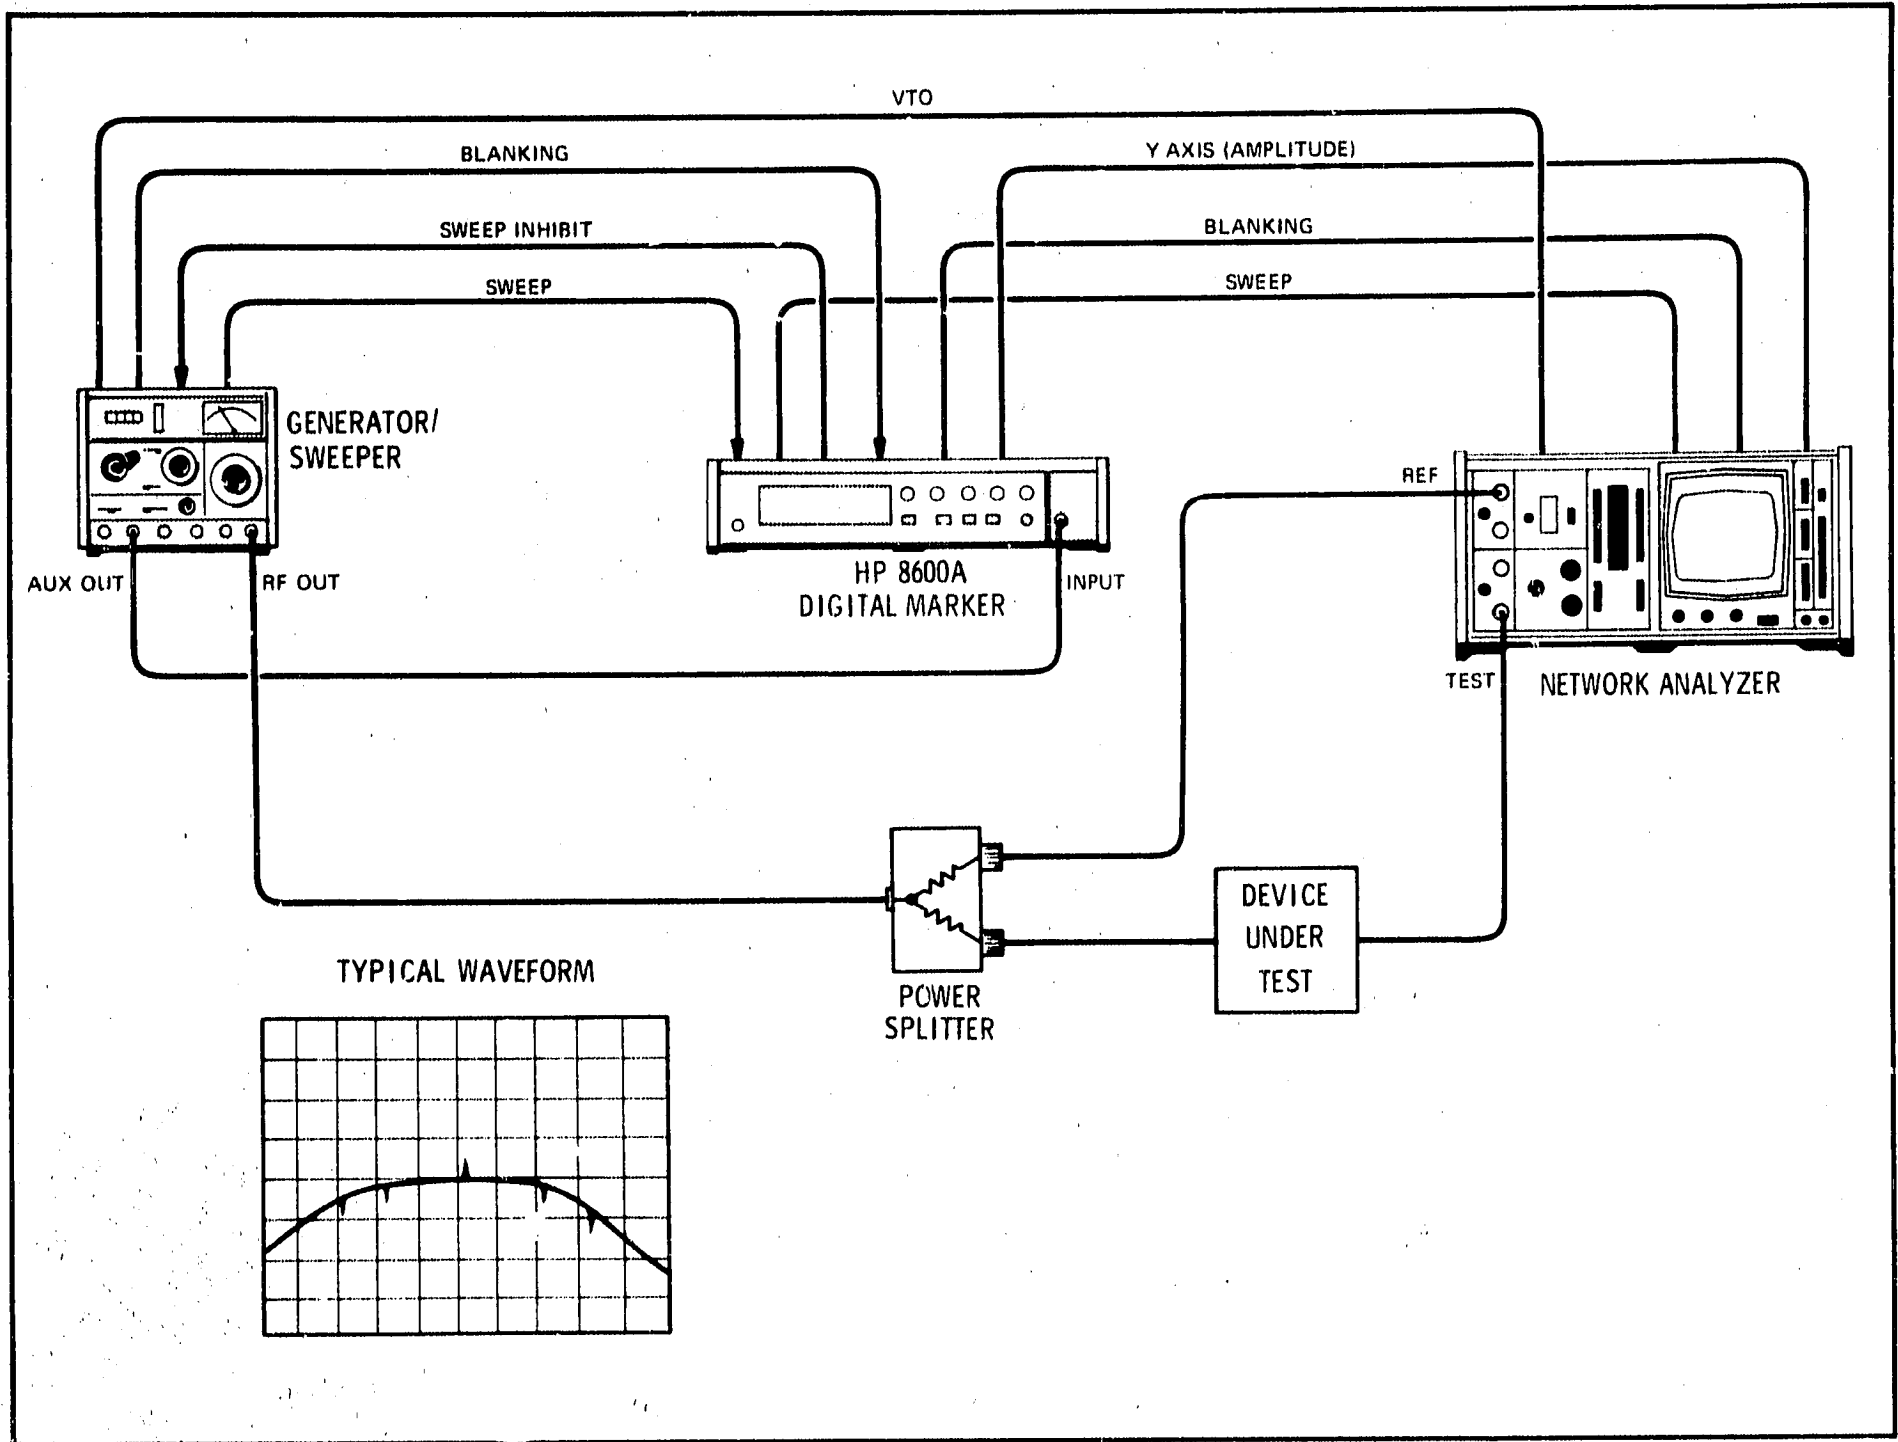 VTO
BLANKING
Y AXIS (AMPLITUDE)
SWEEP INHIBIT
BLANKING
SWEEP
SWEEP
GENERATOR/
SWEEPER
REF
AUX OUT
RF OUT
HP 8600A
DIGITAL MARKER
INPUT
TEST
NETWORK ANALYZER
DEVICE
UNDER
TEST
POWER
SPLITTER
TYPICAL WAVEFORM